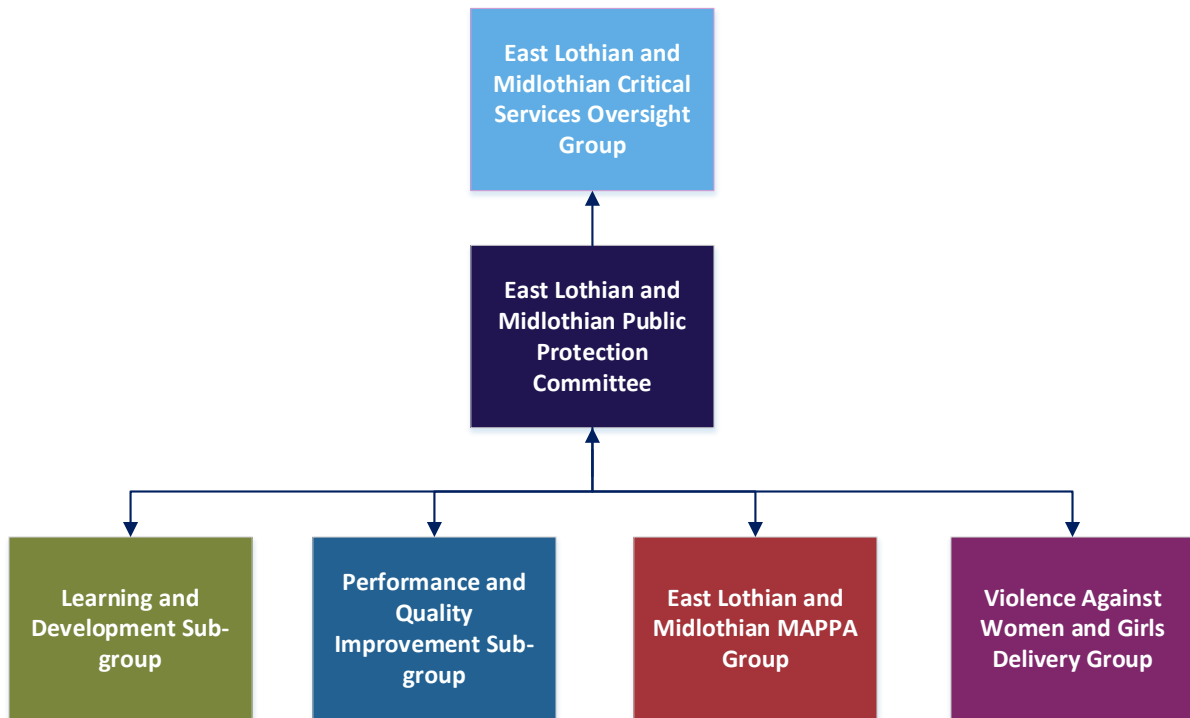 East Lothian and
Midlothian Critical
Services Oversight
Group
East Lothian and
Midlothian Public
Protection
Committee
Learning and
Development Sub-
group
Performance and
Quality
Improvement Sub-
group
East Lothian and
Midlothian MAPPA
Group
Violence Against
Women and Girls
Delivery Group